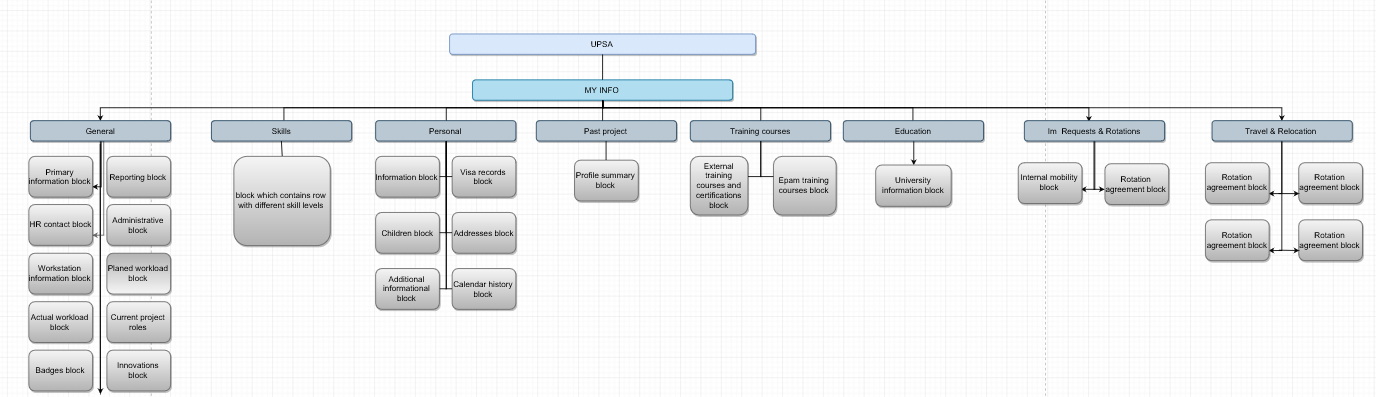 UPSA
MY INFO
General
Skills
Personal
Past project
Training courses
Education
Im Requests & Rotations
Travel & Relocation
Primary
information block
Reporting block
HR contact block
Administrative
block
Workstation
information block
Planed workload
block
Actual workload
block
Current project
roles
Badges block
Innovations
block
block which contains row
with different skill levels
Information block
Visa records
block
Children block
Addresses block
Additional
informational
block
Calendar history
block
Profile summary
block
External
training
courses and
certifications
block
Epam training
courses block
University
information block
Internal mobility
block
Rotation
agreement block
Rotation
agreement block
Rotation
agreement block
Rotation
agreement block
Rotation
agreement block